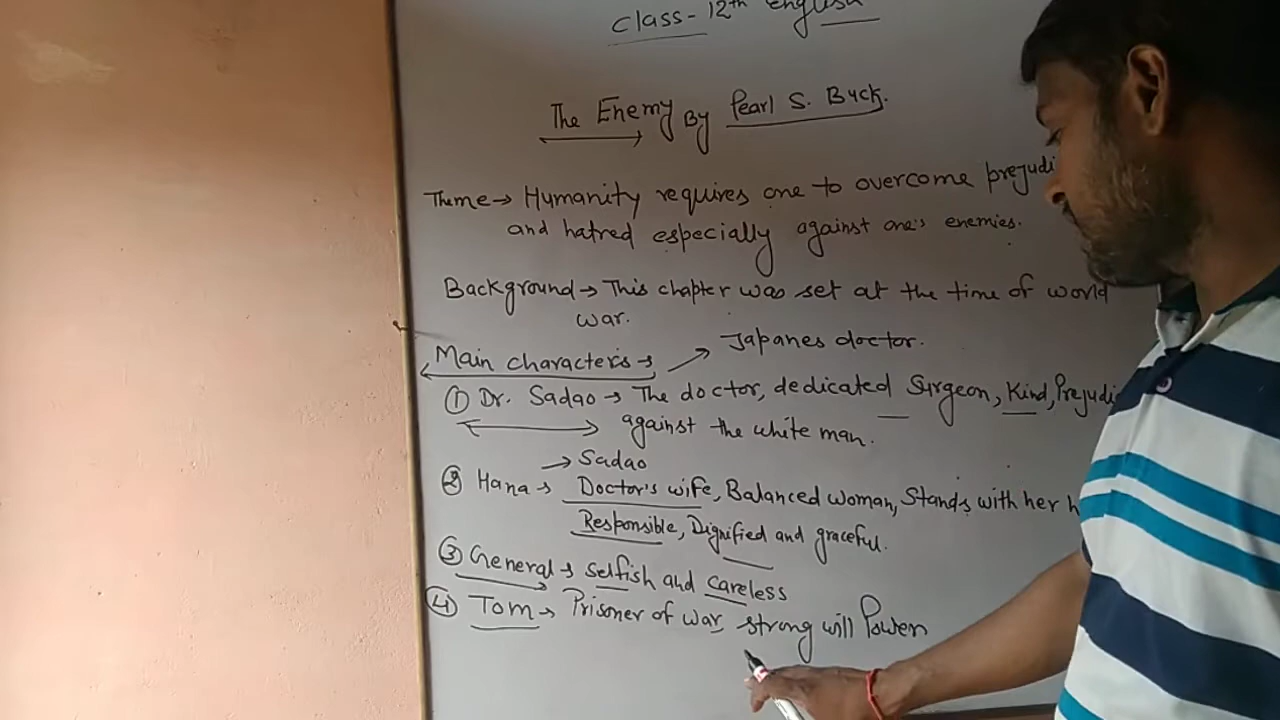 Class- 12th English
The Enemy By Pearl S. Buck.
Theme → Humanity requires one to overcome prejudi
and hatred especially against one's enemies.
Background → This chapter was set at the time of world
war.
Main characters → Japanes doctor.
① Dr. Sadao → The doctor, dedicated Surgeon, Kind, Prejudi
against the white man.
→ Sadao
② Hana → Doctor's wife, Balanced woman, Stands with her h
Responsible, Dignified and graceful.
③ General → selfish and careless
④ Tom → Prisoner of war strong will Power